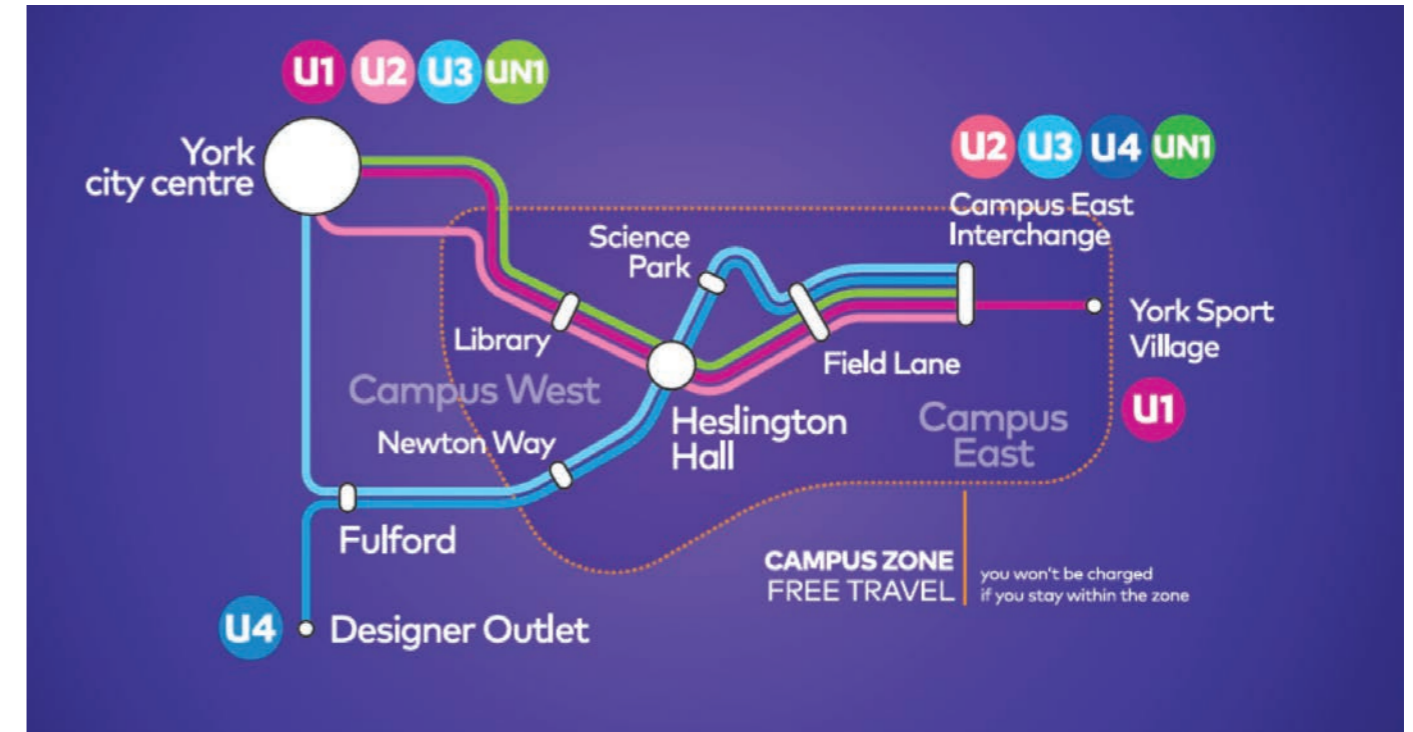 U1 U2 U3 UN1
York
city centre
U2 U3 U4 UN1
Campus East
Interchange
Science
Park
Library
Field Lane
York Sport
Village
U1
Campus West
Newton Way
Heslington
Hall
Campus
East
Fulford
CAMPUS ZONE
FREE TRAVEL
you won't be charged
if you stay within the zone
U4
Designer Outlet